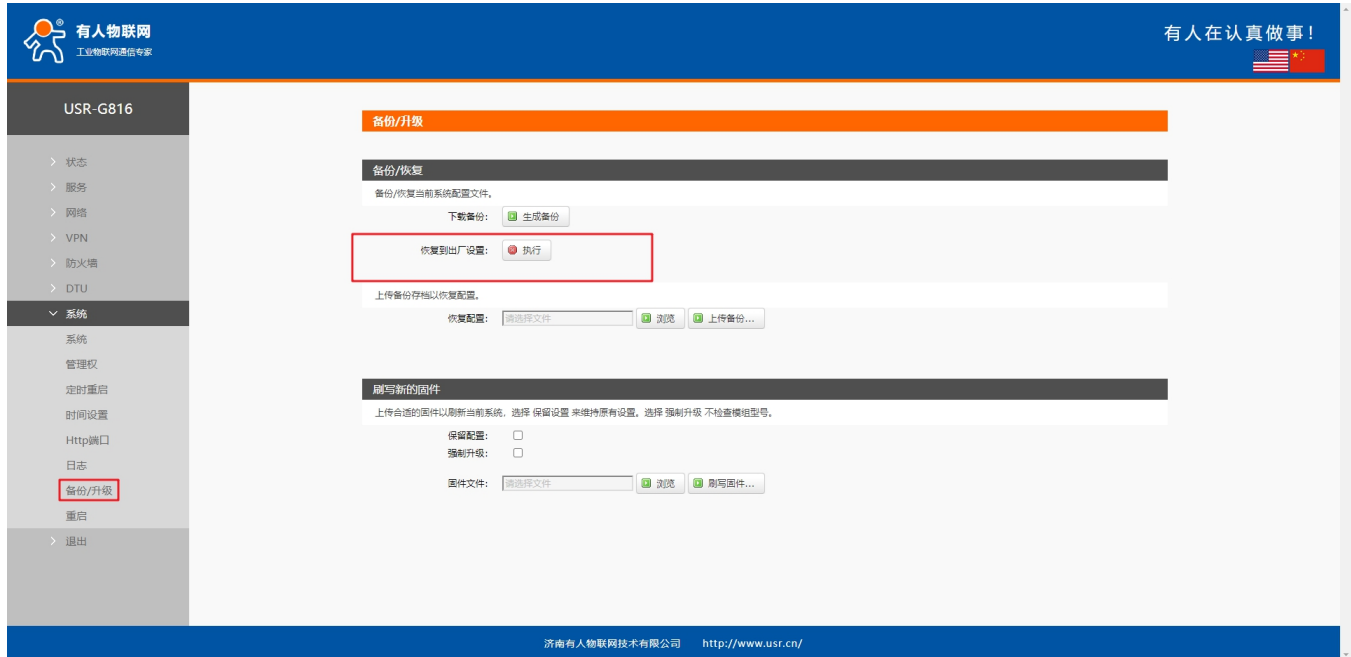 有人物联网
工业物联网通信专家
有人在认真做事!
USR-G816
状态
服务
网络
VPN
防火墙
DTU
系统
系统
管理权
定时重启
时间设置
Http端口
日志
备份/升级
重启
退出
备份/升级
备份/恢复
备份/恢复当前系统配置文件。
下载备份: 生成备份
恢复到出厂设置: 执行
上传备份存档以恢复配置。
恢复配置: 请选择文件 浏览 上传备份...
刷写新的固件
上传合适的固件以刷新当前系统，选择 保留设置 来维持原有设置。选择 强制升级 不检查模组型号。
保留配置:
强制升级:
固件文件: 请选择文件 浏览 刷写固件...
济南有人物联网技术有限公司 http://www.usr.cn/